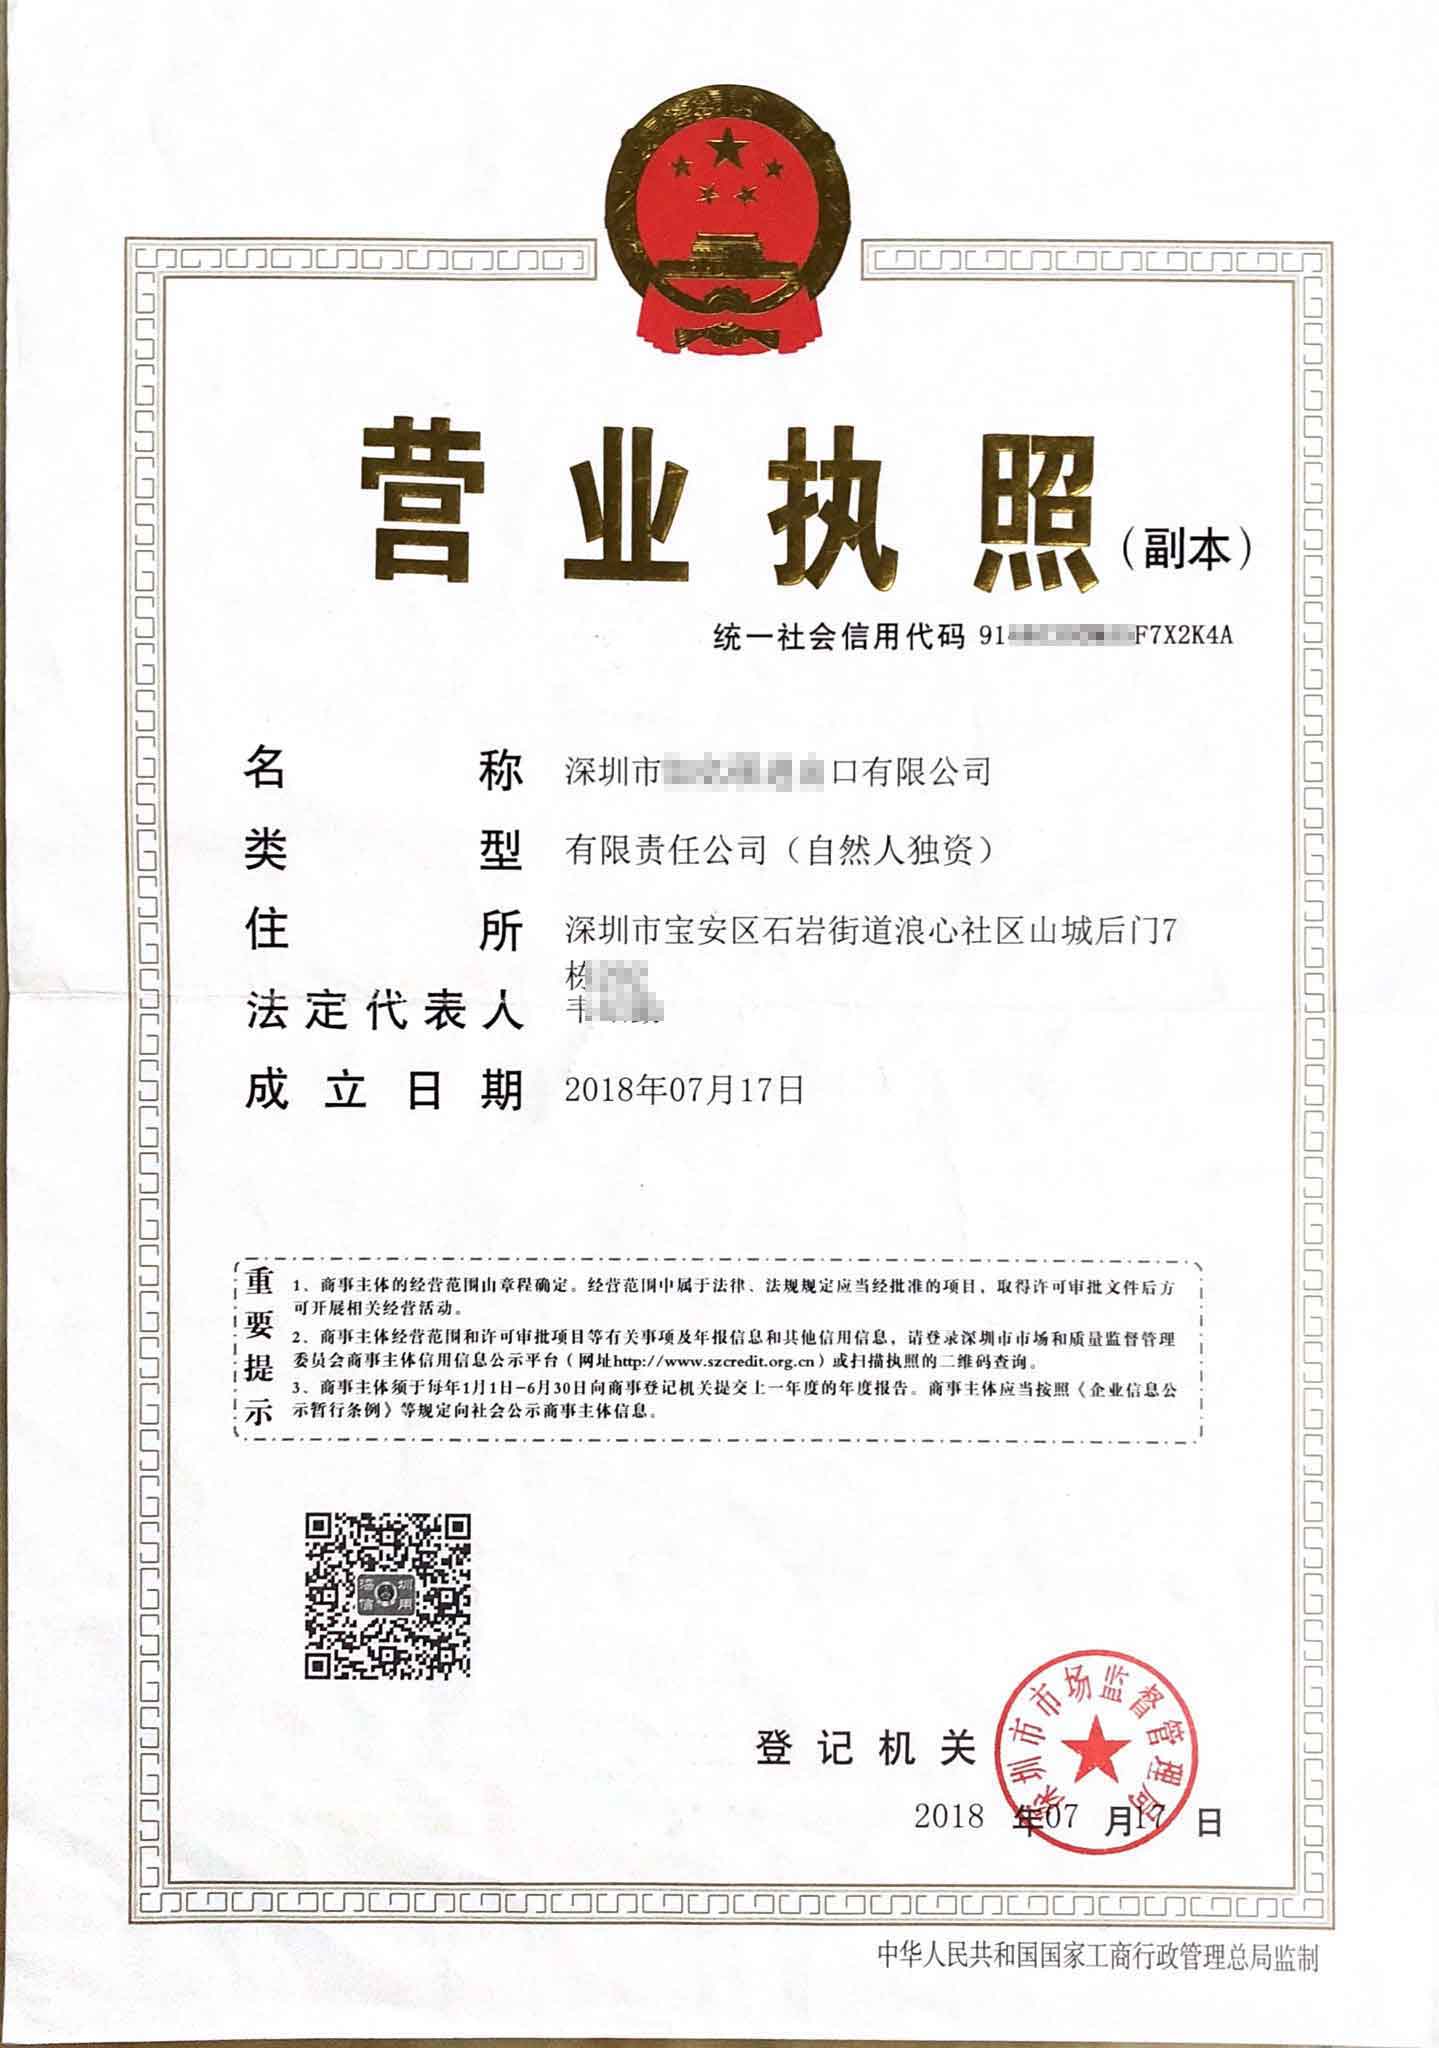 营业执照（副本）
统一社会信用代码 91 F7X2K4A
名称 深圳市 口有限公司
类型 有限责任公司（自然人独资）
住所 深圳市宝安区石岩街道浪心社区山城后门7
栋
法定代表人 韦
成立日期 2018年07月17日
重要提示
1、商事主体的经营范围由章程确定。经营范围中属于法律、法规规定应当经批准的项目，取得许可审批文件后方
可开展相关经营活动。
2、商事主体经营范围和许可审批项目等有关事项及年报信息和其他信用信息，请登录深圳市市场和质量监督管理
委员会商事主体信用信息公示平台（网址http://www.szcredit.org.cn）或扫描执照的二维码查询。
3、商事主体须于每年1月1日-6月30日向商事登记机关提交上一年度的年度报告。商事主体应当按照《企业信息公
示暂行条例》等规定向社会公示商事主体信息。
深圳
信用
登记机关
深圳市市场监督管理局
2018 年07 月17 日
中华人民共和国国家工商行政管理总局监制